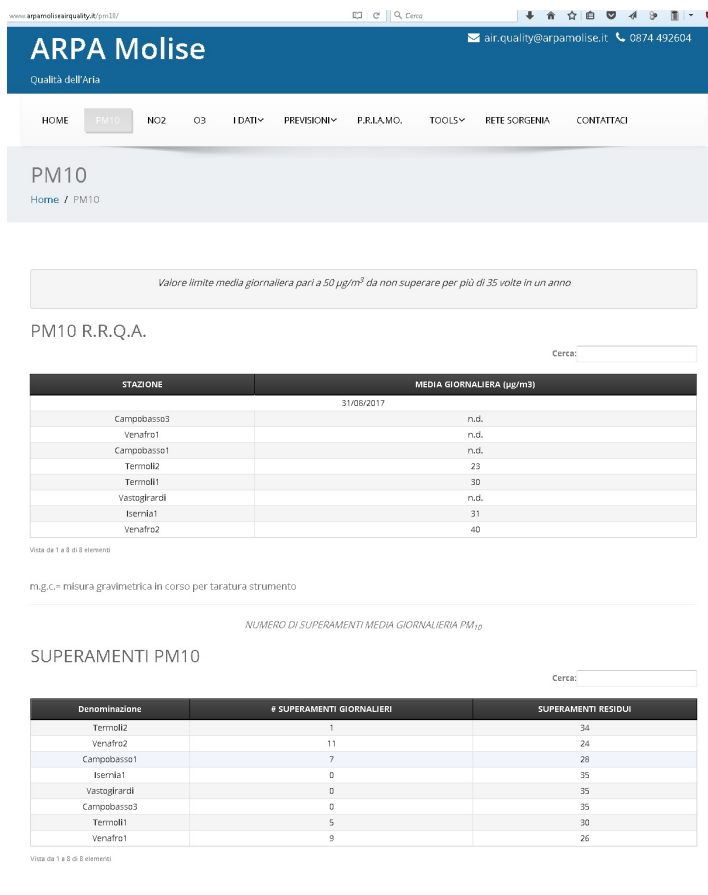 www.arpamoliseairquality.it/pm10/ Cerca
ARPA Molise air.quality@arpamolise.it 0874 492604
Qualità dell'Aria
HOME PM10 NO2 O3 I DATI PREVISIONI P.R.I.A.MO. TOOLS RETE SORGENIA CONTATTACI
PM10
Home / PM10
Valore limite media giornaliera pari a 50 µg/m³ da non superare per più di 35 volte in un anno
PM10 R.R.Q.A.
Cerca:
STAZIONE MEDIA GIORNALIERA (µg/m3)
31/08/2017
Campobasso3 n.d.
Venafro1 n.d.
Campobasso1 n.d.
Termoli2 23
Termoli1 30
Vastogirardi n.d.
Isernia1 31
Venafro2 40
Vista da 1 a 8 di 8 elementi
m.g.c.= misura gravimetrica in corso per taratura strumento
NUMERO DI SUPERAMENTI MEDIA GIORNALIERIA PM10
SUPERAMENTI PM10
Cerca:
Denominazione # SUPERAMENTI GIORNALIERI SUPERAMENTI RESIDUI
Termoli2 1 34
Venafro2 11 24
Campobasso1 7 28
Isernia1 0 35
Vastogirardi 0 35
Campobasso3 0 35
Termoli1 5 30
Venafro1 9 26
Vista da 1 a 8 di 8 elementi